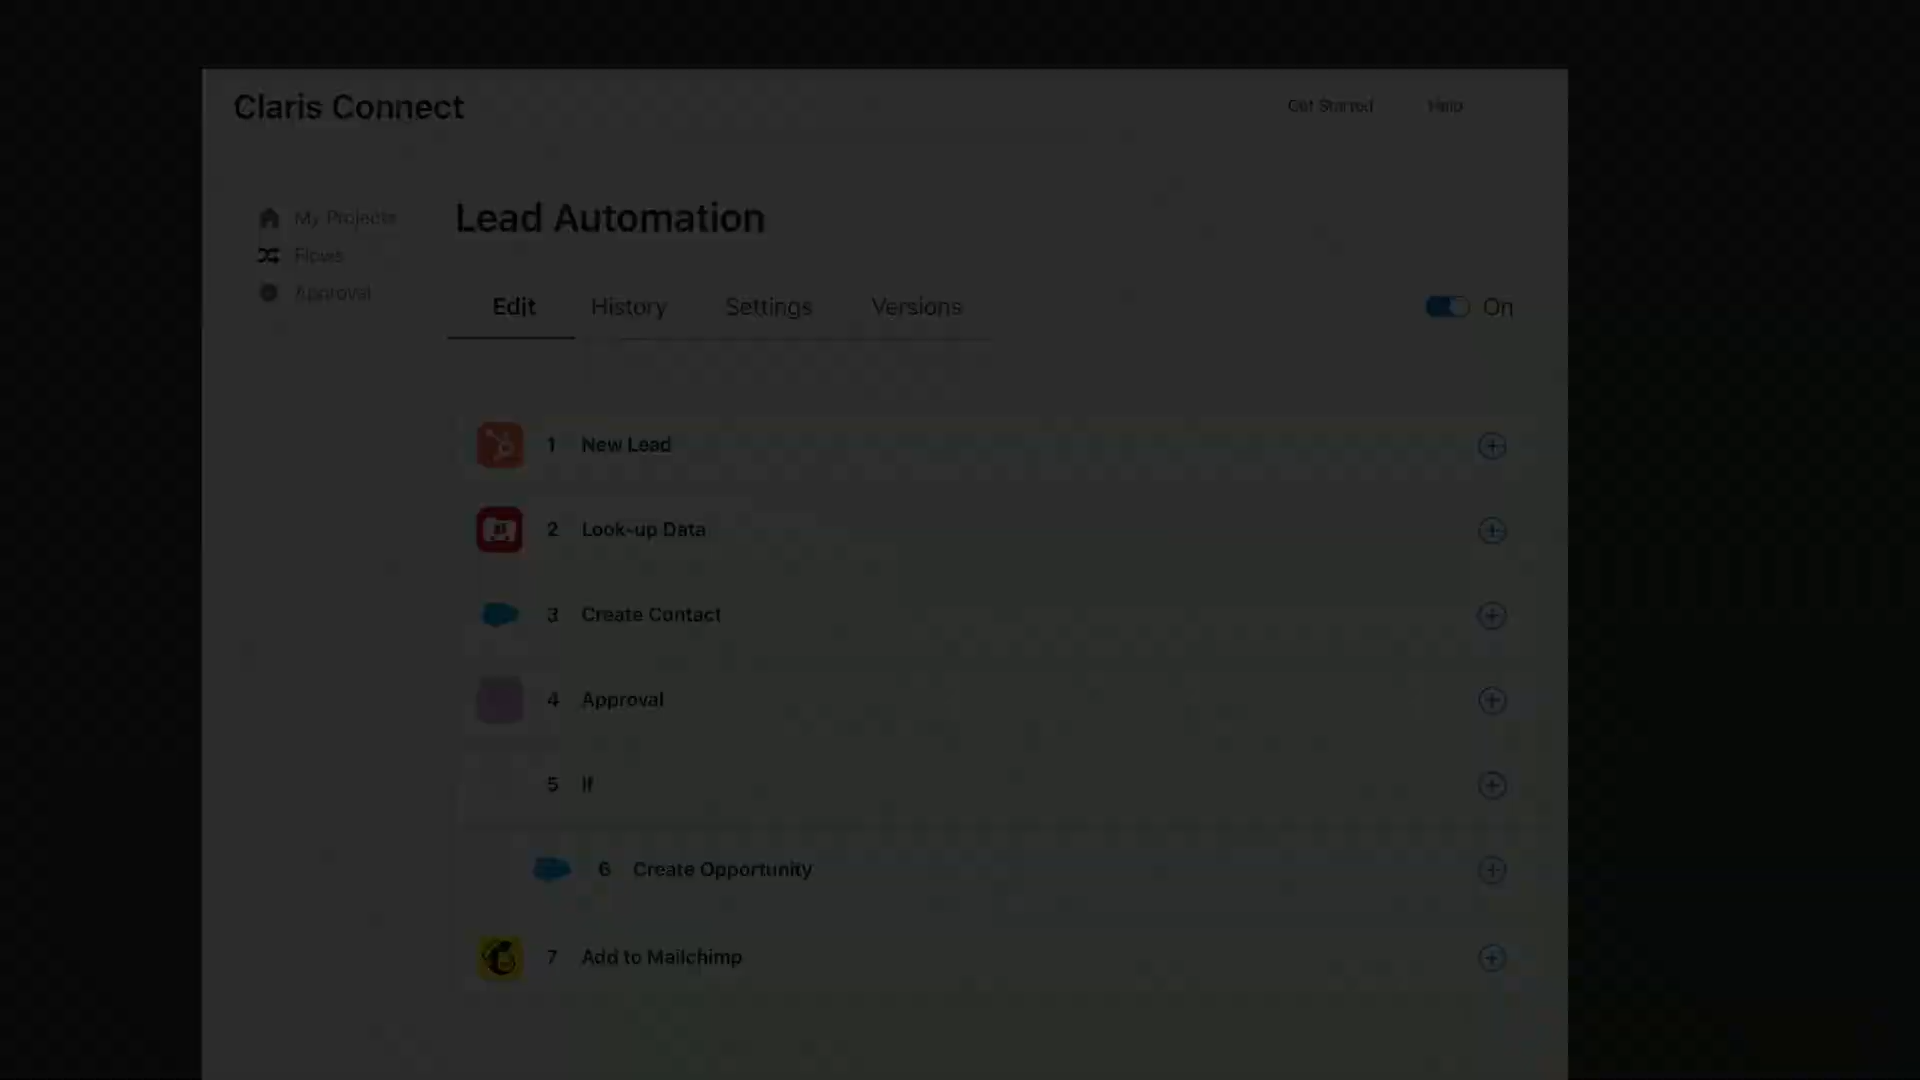 Claris Connect
Get Started
Help
My Projects
Flows
Approval
Lead Automation
Edit
History
Settings
Versions
On
1 New Lead
2 Look-up Data
3 Create Contact
4 Approval
5 If
6 Create Opportunity
7 Add to Mailchimp